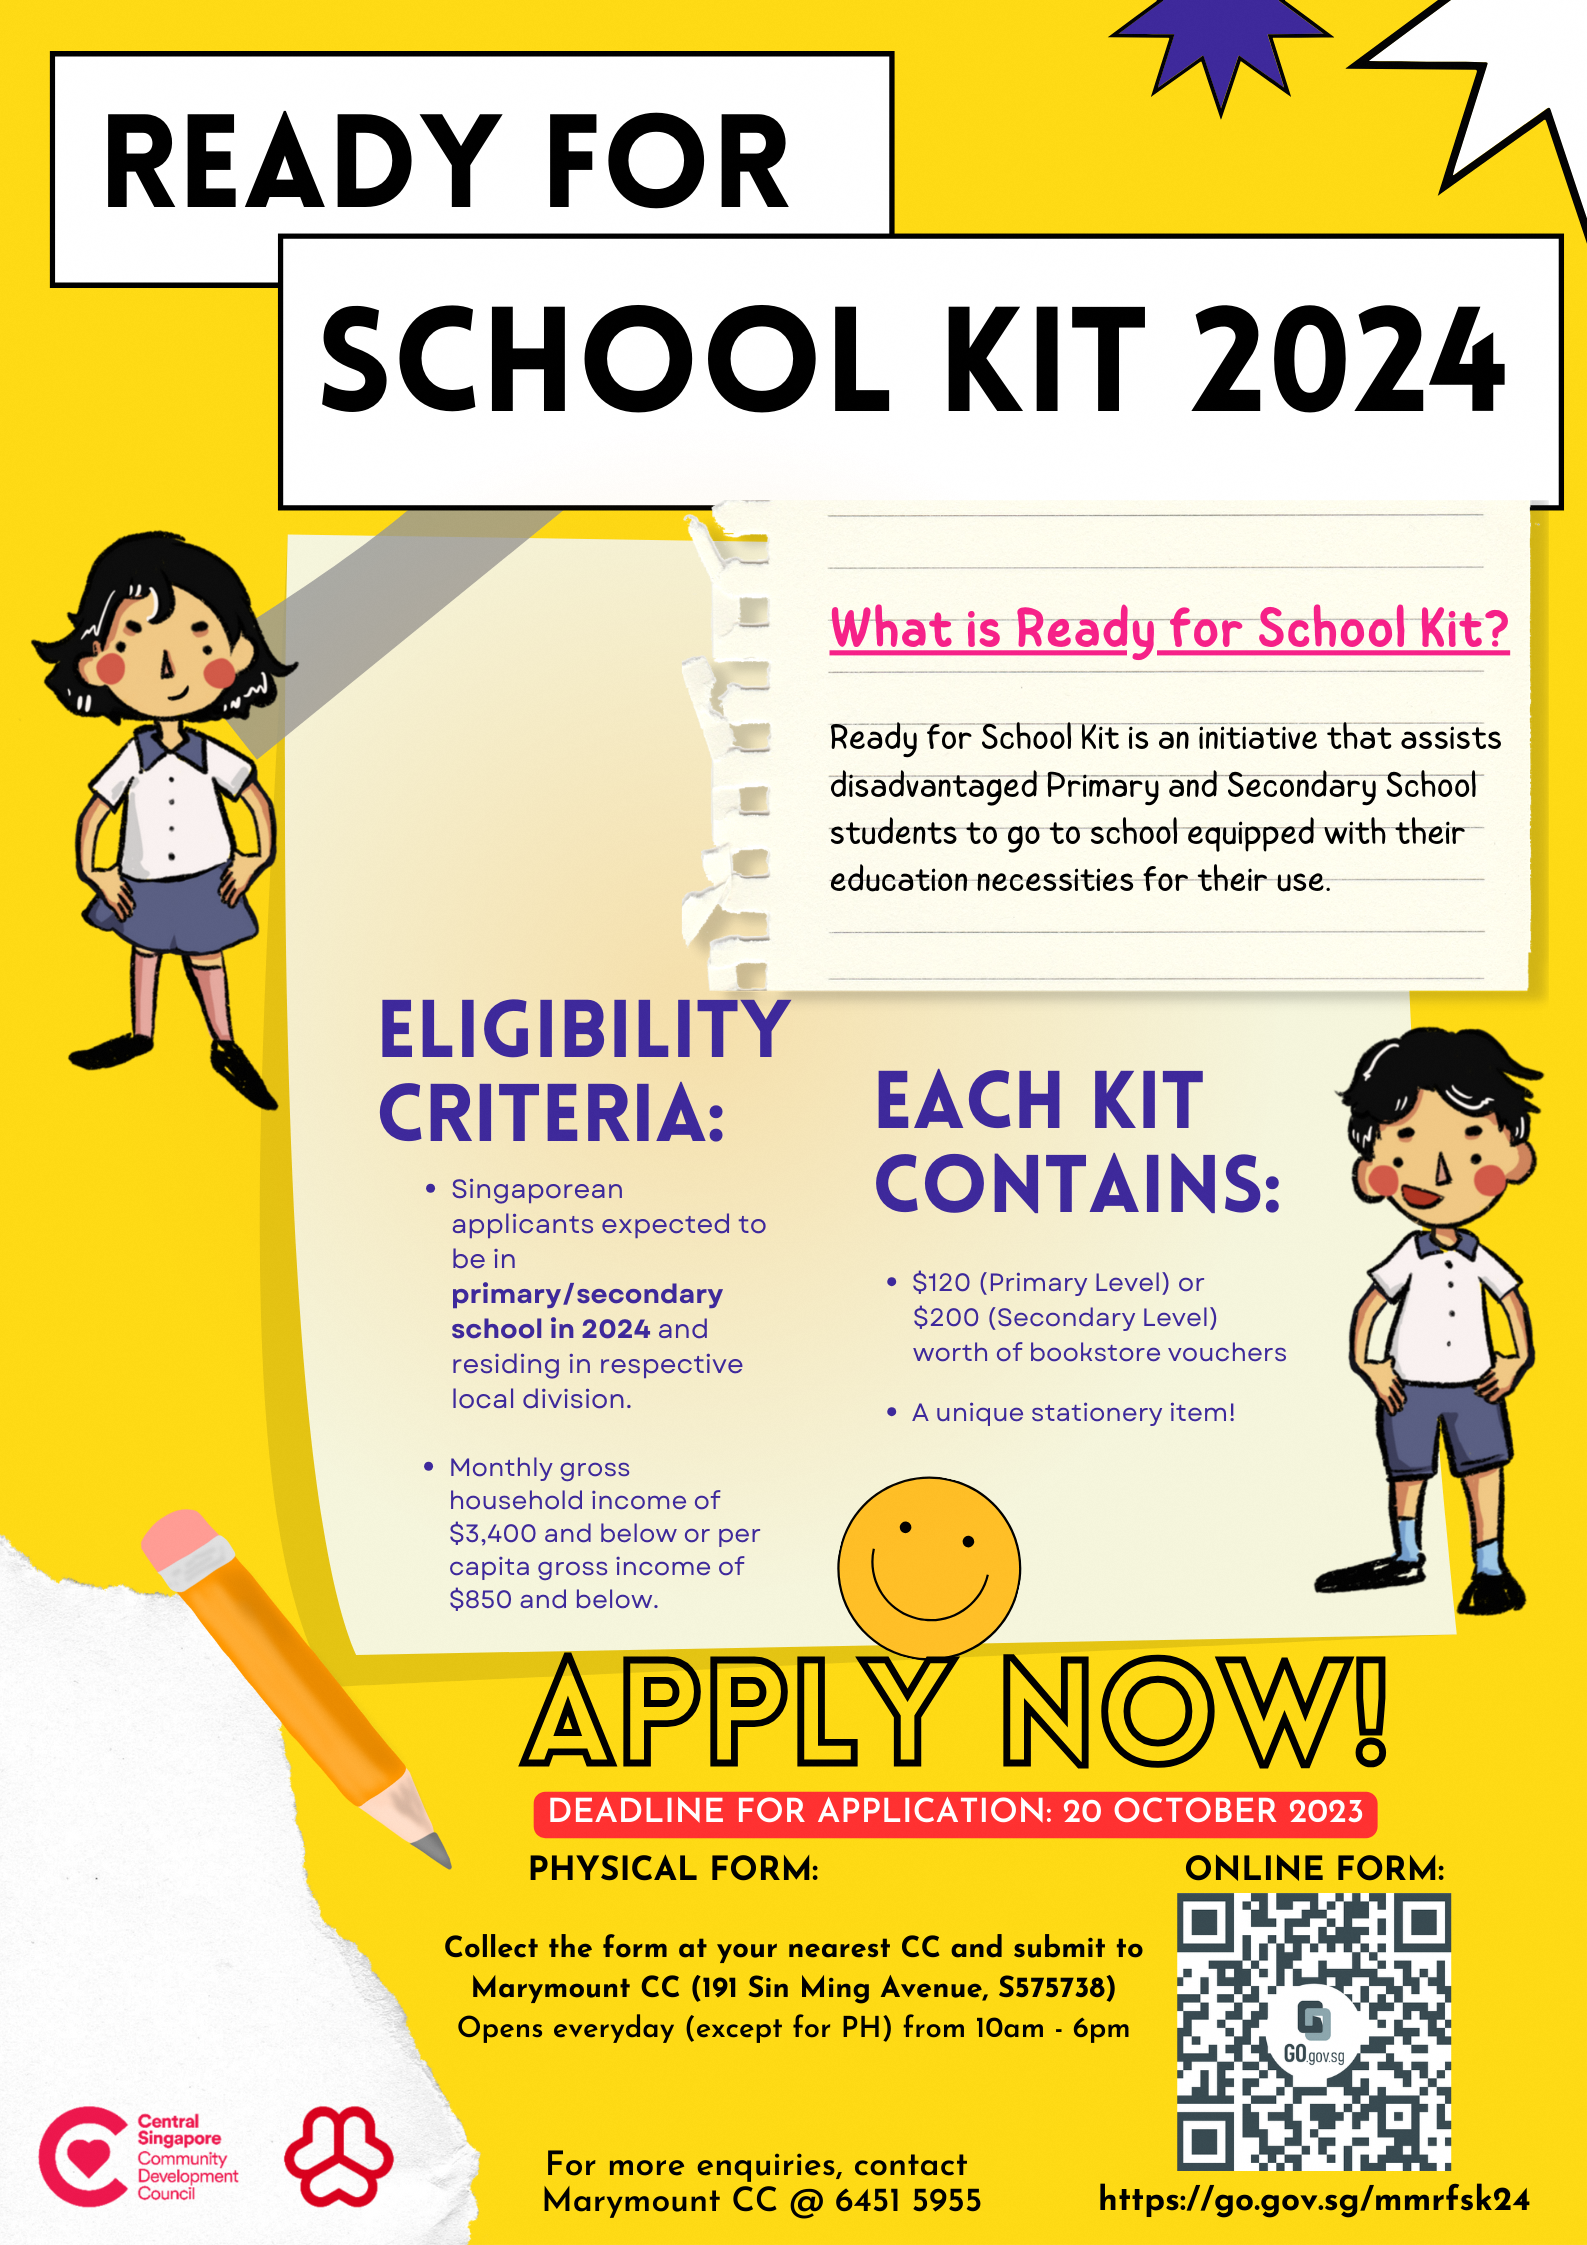 READY FOR
SCHOOL KIT 2024
What is Ready for School Kit?
Ready for School Kit is an initiative that assists
disadvantaged Primary and Secondary School
students to go to school equipped with their
education necessities for their use.
ELIGIBILITY
CRITERIA:
• Singaporean
applicants expected to
be in
primary/secondary
school in 2024 and
residing in respective
local division.
• Monthly gross
household income of
$3,400 and below or per
capita gross income of
$850 and below.
EACH KIT
CONTAINS:
• $120 (Primary Level) or
$200 (Secondary Level)
worth of bookstore vouchers
• A unique stationery item!
APPLY NOW!
DEADLINE FOR APPLICATION: 20 OCTOBER 2023
PHYSICAL FORM:
Collect the form at your nearest CC and submit to
Marymount CC (191 Sin Ming Avenue, S575738)
Opens everyday (except for PH) from 10am - 6pm
ONLINE FORM:
GO.gov.sg
https://go.gov.sg/mmrfsk24
For more enquiries, contact
Marymount CC @ 6451 5955
Central
Singapore
Community
Development
Council